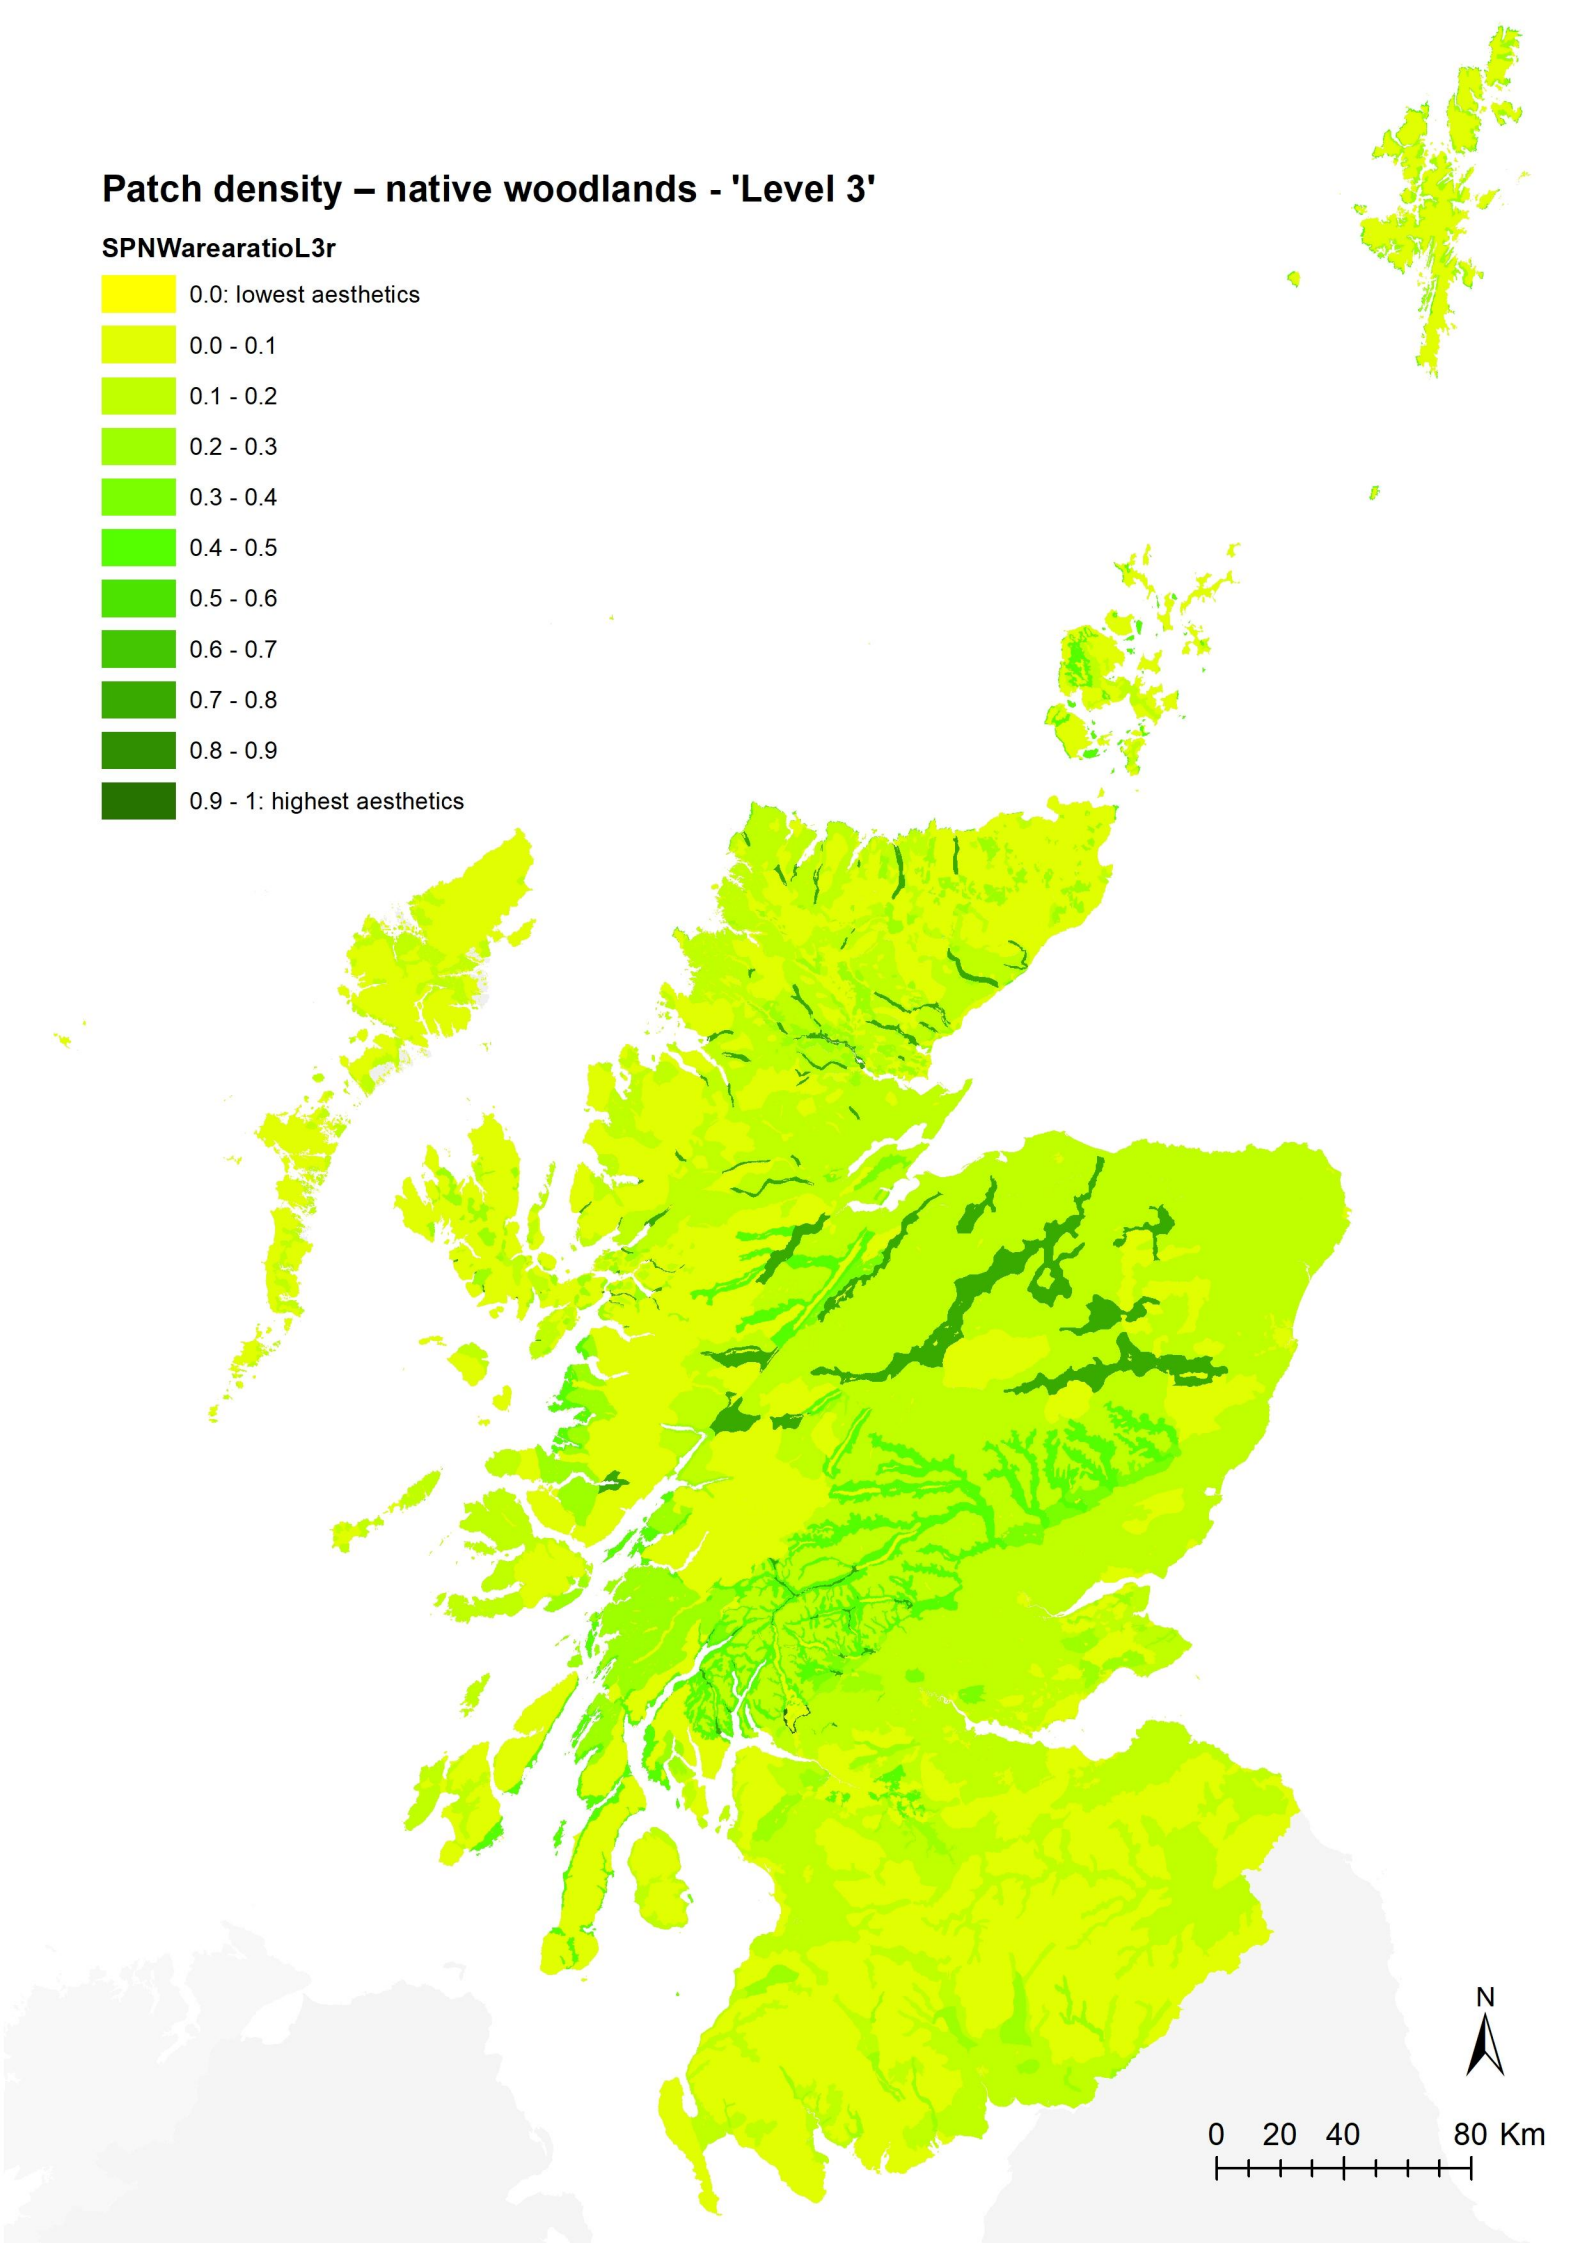 Patch density – native woodlands - 'Level 3'
SPNWarearatioL3r
0.0: lowest aesthetics
0.0 - 0.1
0.1 - 0.2
0.2 - 0.3
0.3 - 0.4
0.4 - 0.5
0.5 - 0.6
0.6 - 0.7
0.7 - 0.8
0.8 - 0.9
0.9 - 1: highest aesthetics
N
0 20 40 80 Km